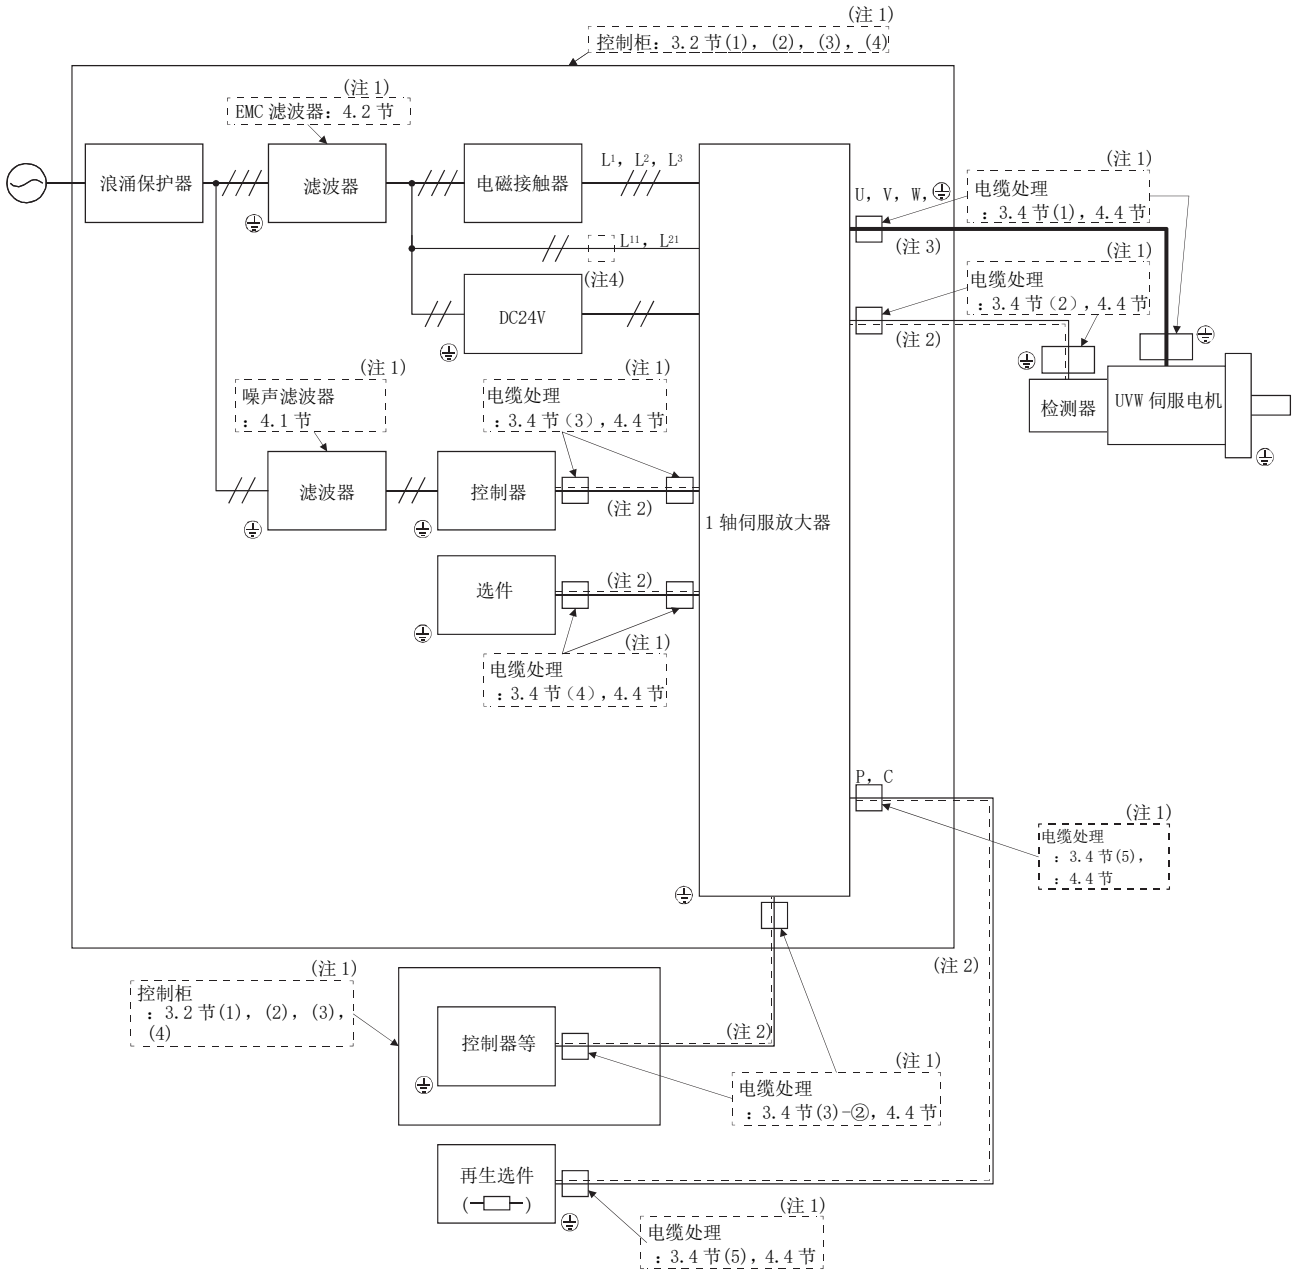 (注 1)
控制柜：3.2 节(1)，(2)，(3)，(4)
(注 1)
EMC 滤波器：4.2 节
浪涌保护器
滤波器
电磁接触器
L1，L2，L3
L11，L21
(注4)
DC24V
U，V，W，
(注 3)
(注 1)
电缆处理
：3.4 节(1)，4.4 节
(注 1)
电缆处理
：3.4 节（2），4.4 节
(注 2)
检测器
UVW 伺服电机
(注 1)
噪声滤波器
：4.1 节
(注 1)
电缆处理
：3.4 节（3），4.4 节
滤波器
控制器
(注 2)
1 轴伺服放大器
选件
(注 2)
(注 1)
电缆处理
：3.4 节（4），4.4 节
P，C
(注 1)
电缆处理
：3.4 节(5)，
：4.4 节
(注 2)
(注 1)
控制柜
：3.2 节(1)，(2)，(3)，
(4)
控制器等
(注 2)
(注 1)
电缆处理
：3.4 节(3)-②，4.4 节
再生选件
( )
(注 1)
电缆处理
：3.4 节(5)，4.4 节